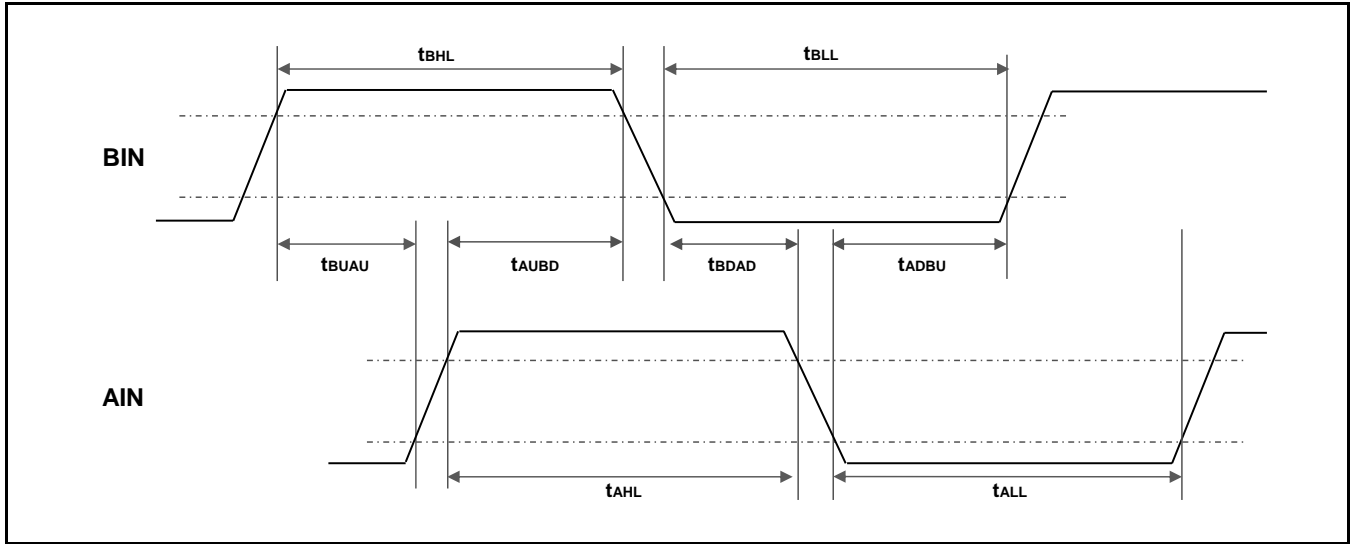 tBHL
tBLL
BIN
tBUAU
tAUBD
tBDAD
tADBU
AIN
tAHL
tALL